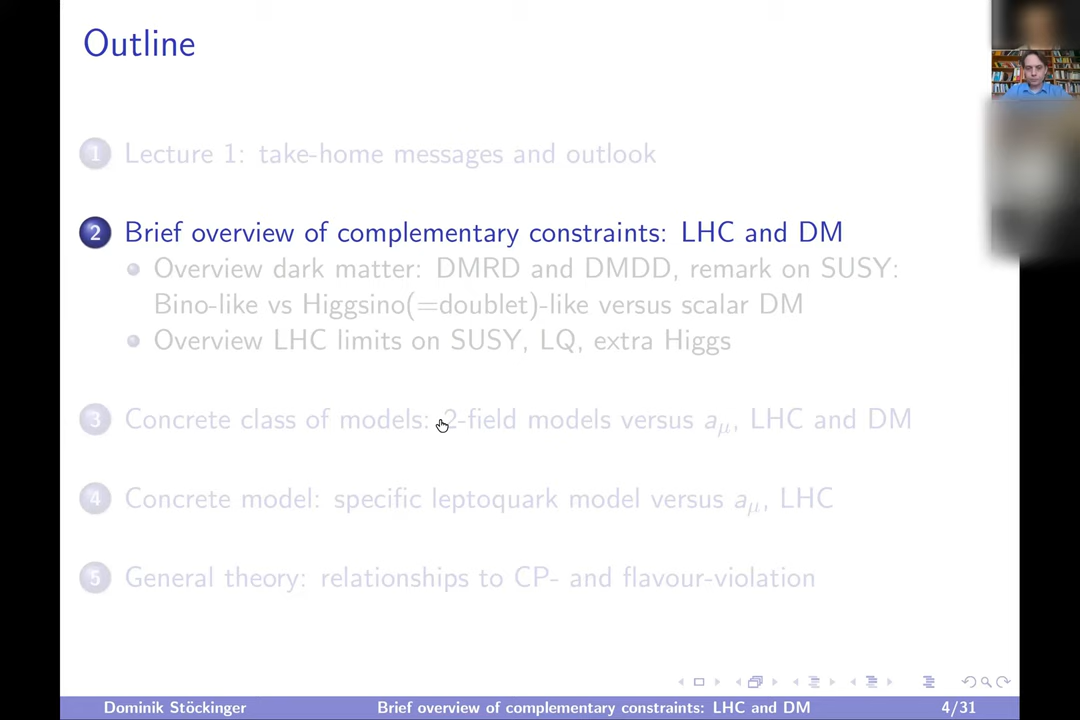 Outline
1 Lecture 1: take-home messages and outlook
2 Brief overview of complementary constraints: LHC and DM
Overview dark matter: DMRD and DMDD, remark on SUSY:
Bino-like vs Higgsino(=doublet)-like versus scalar DM
Overview LHC limits on SUSY, LQ, extra Higgs
3 Concrete class of models: 2-field models versus aμ, LHC and DM
4 Concrete model: specific leptoquark model versus aμ, LHC
5 General theory: relationships to CP- and flavour-violation
Dominik Stöckinger Brief overview of complementary constraints: LHC and DM 4/31